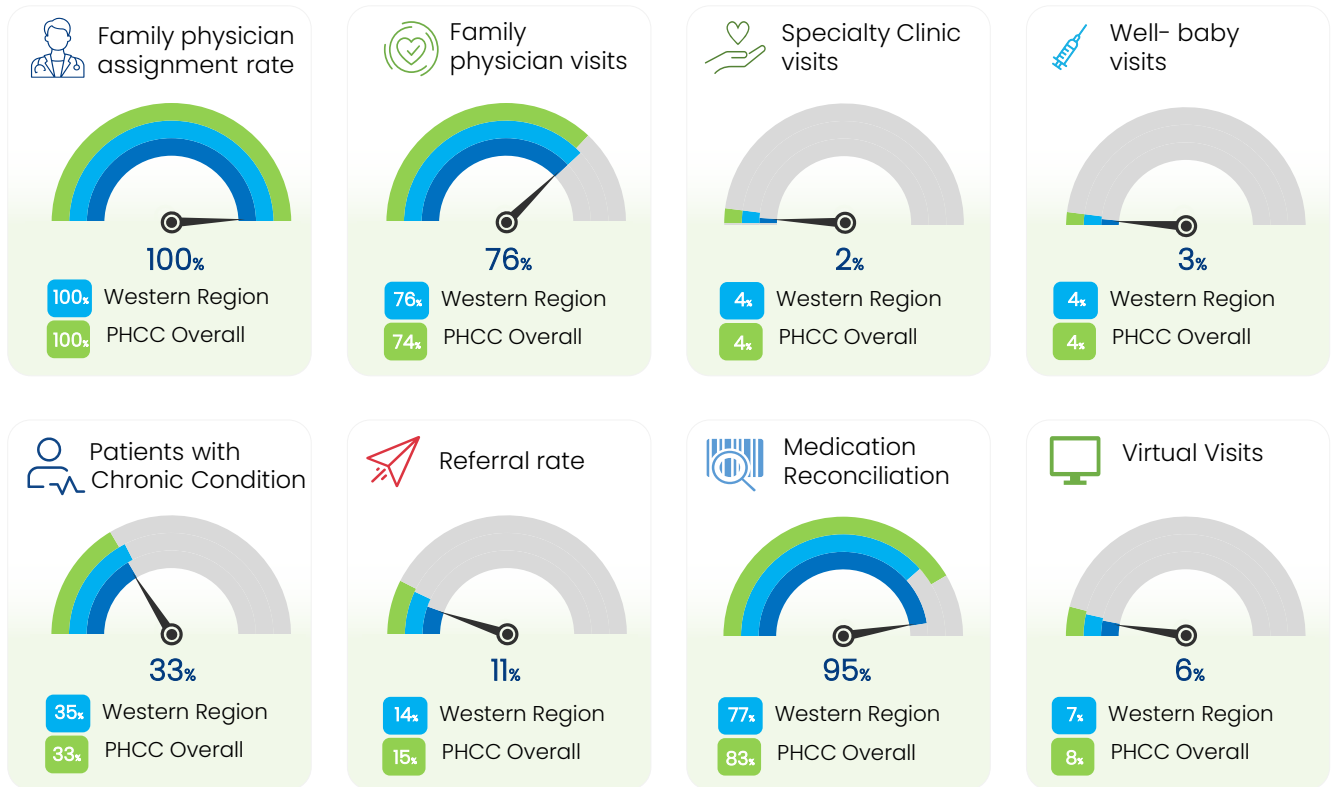 Family physician
assignment rate
100%
100% Western Region
100% PHCC Overall
Family
physician visits
76%
76% Western Region
74% PHCC Overall
Specialty Clinic
visits
2%
4% Western Region
4% PHCC Overall
Well- baby
visits
3%
4% Western Region
4% PHCC Overall
Patients with
Chronic Condition
33%
35% Western Region
33% PHCC Overall
Referral rate
11%
14% Western Region
15% PHCC Overall
Medication
Reconciliation
95%
77% Western Region
83% PHCC Overall
Virtual Visits
6%
7% Western Region
8% PHCC Overall